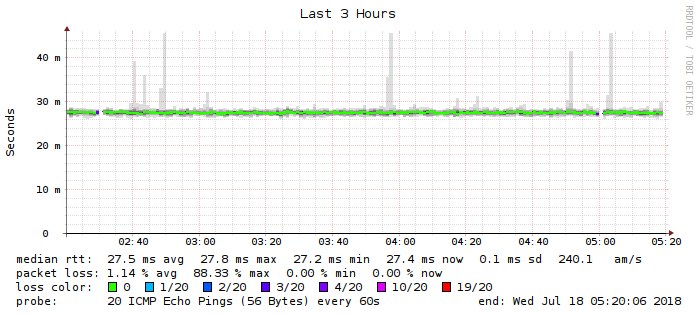 Last 3 Hours
RRDTOOL / TOBI OETIKER
Seconds
40 m
30 m
20 m
10 m
0
02:40 03:00 03:20 03:40 04:00 04:20 04:40 05:00 05:20
median rtt: 27.5 ms avg 27.8 ms max 27.2 ms min 27.4 ms now 0.1 ms sd 240.1 am/s
packet loss: 1.14 % avg 88.33 % max 0.00 % min 0.00 % now
loss color: 0 1/20 2/20 3/20 4/20 10/20 19/20
probe: 20 ICMP Echo Pings (56 Bytes) every 60s end: Wed Jul 18 05:20:06 2018